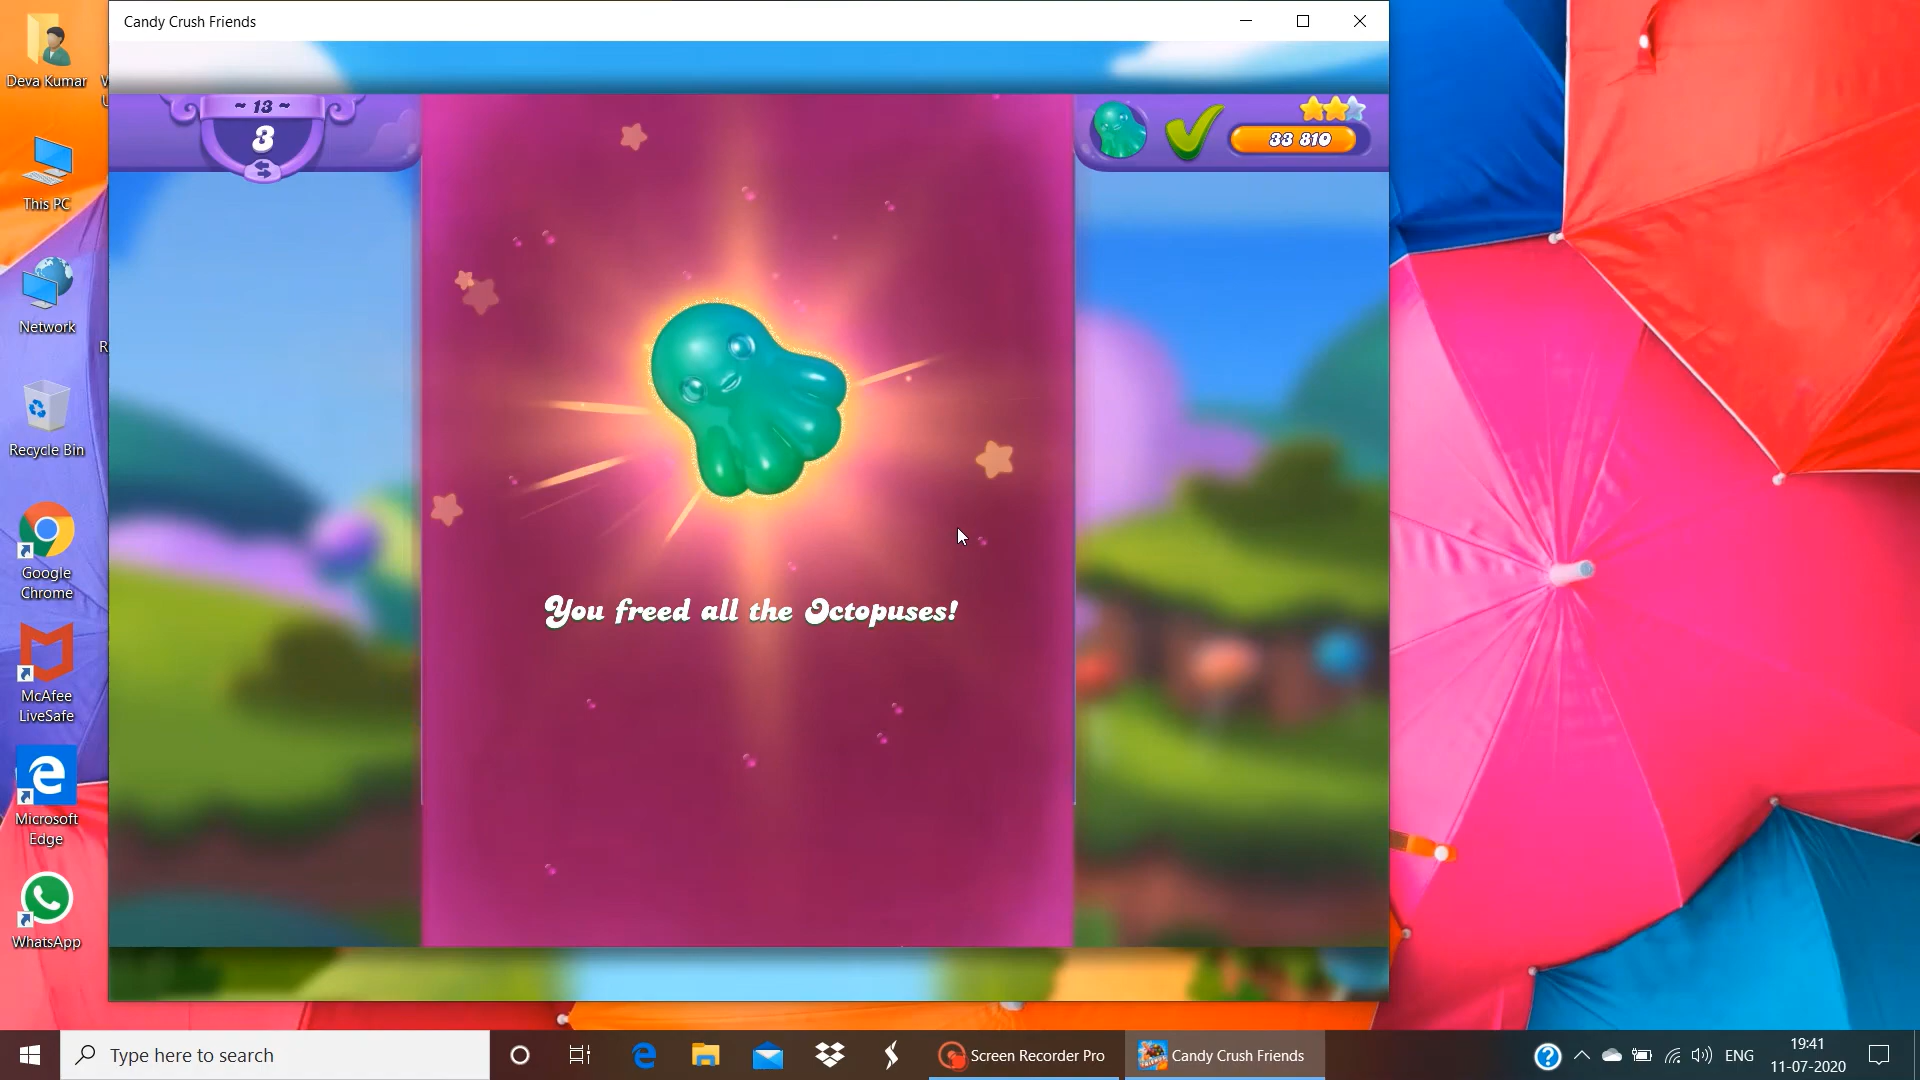 Candy Crush Friends
Deva Kumar
This PC
Network
Recycle Bin
Google
Chrome
McAfee
LiveSafe
Microsoft
Edge
WhatsApp
~ 13 ~
3
33 810
You freed all the Octopuses!
Type here to search
Screen Recorder Pro
Candy Crush Friends
ENG
19:41
11-07-2020